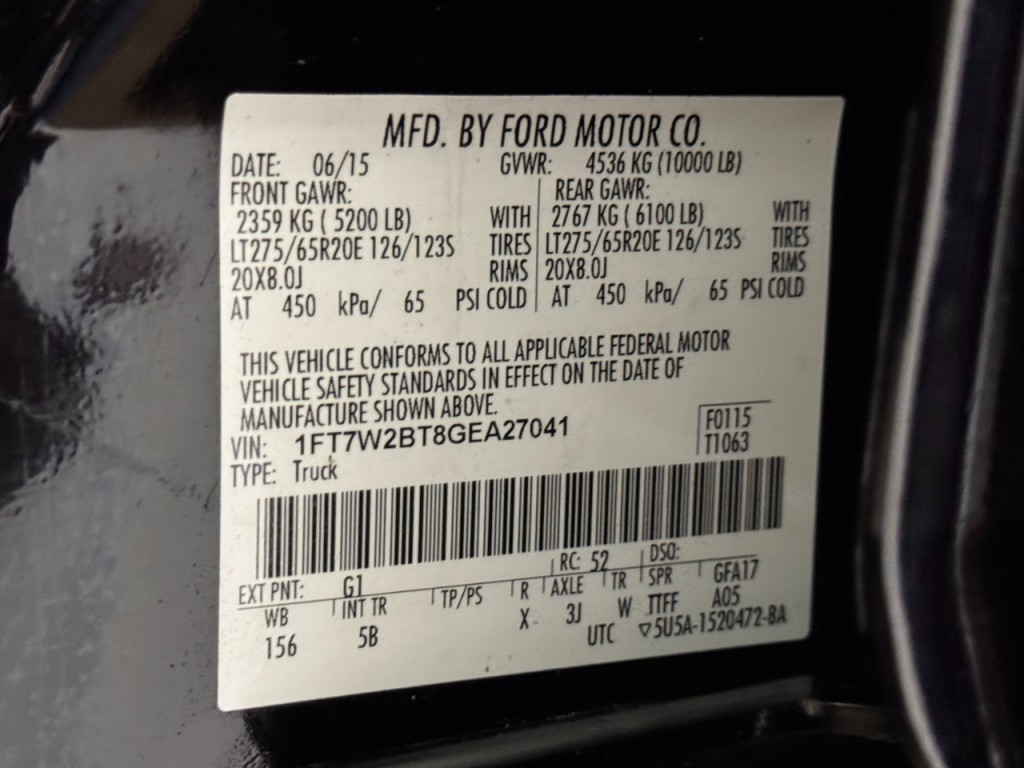 MFD. BY FORD MOTOR CO.
DATE: 06/15 GVWR: 4536 KG (10000 LB)
FRONT GAWR: REAR GAWR:
2359 KG ( 5200 LB) WITH 2767 KG ( 6100 LB) WITH
LT275/65R20E 126/123S TIRES LT275/65R20E 126/123S TIRES
20X8.0J RIMS 20X8.0J RIMS
AT 450 kPa/ 65 PSI COLD AT 450 kPa/ 65 PSI COLD
THIS VEHICLE CONFORMS TO ALL APPLICABLE FEDERAL MOTOR
VEHICLE SAFETY STANDARDS IN EFFECT ON THE DATE OF
MANUFACTURE SHOWN ABOVE.
F0115
VIN: 1FT7W2BT8GEA27041
T1063
TYPE: Truck
EXT PNT: G1 RC: 52 DSO:
WB INT TR TP/PS R AXLE TR SPR GFA17
156 5B X 3J W TTFF A05
UTC ▽5U5A-1520472-BA